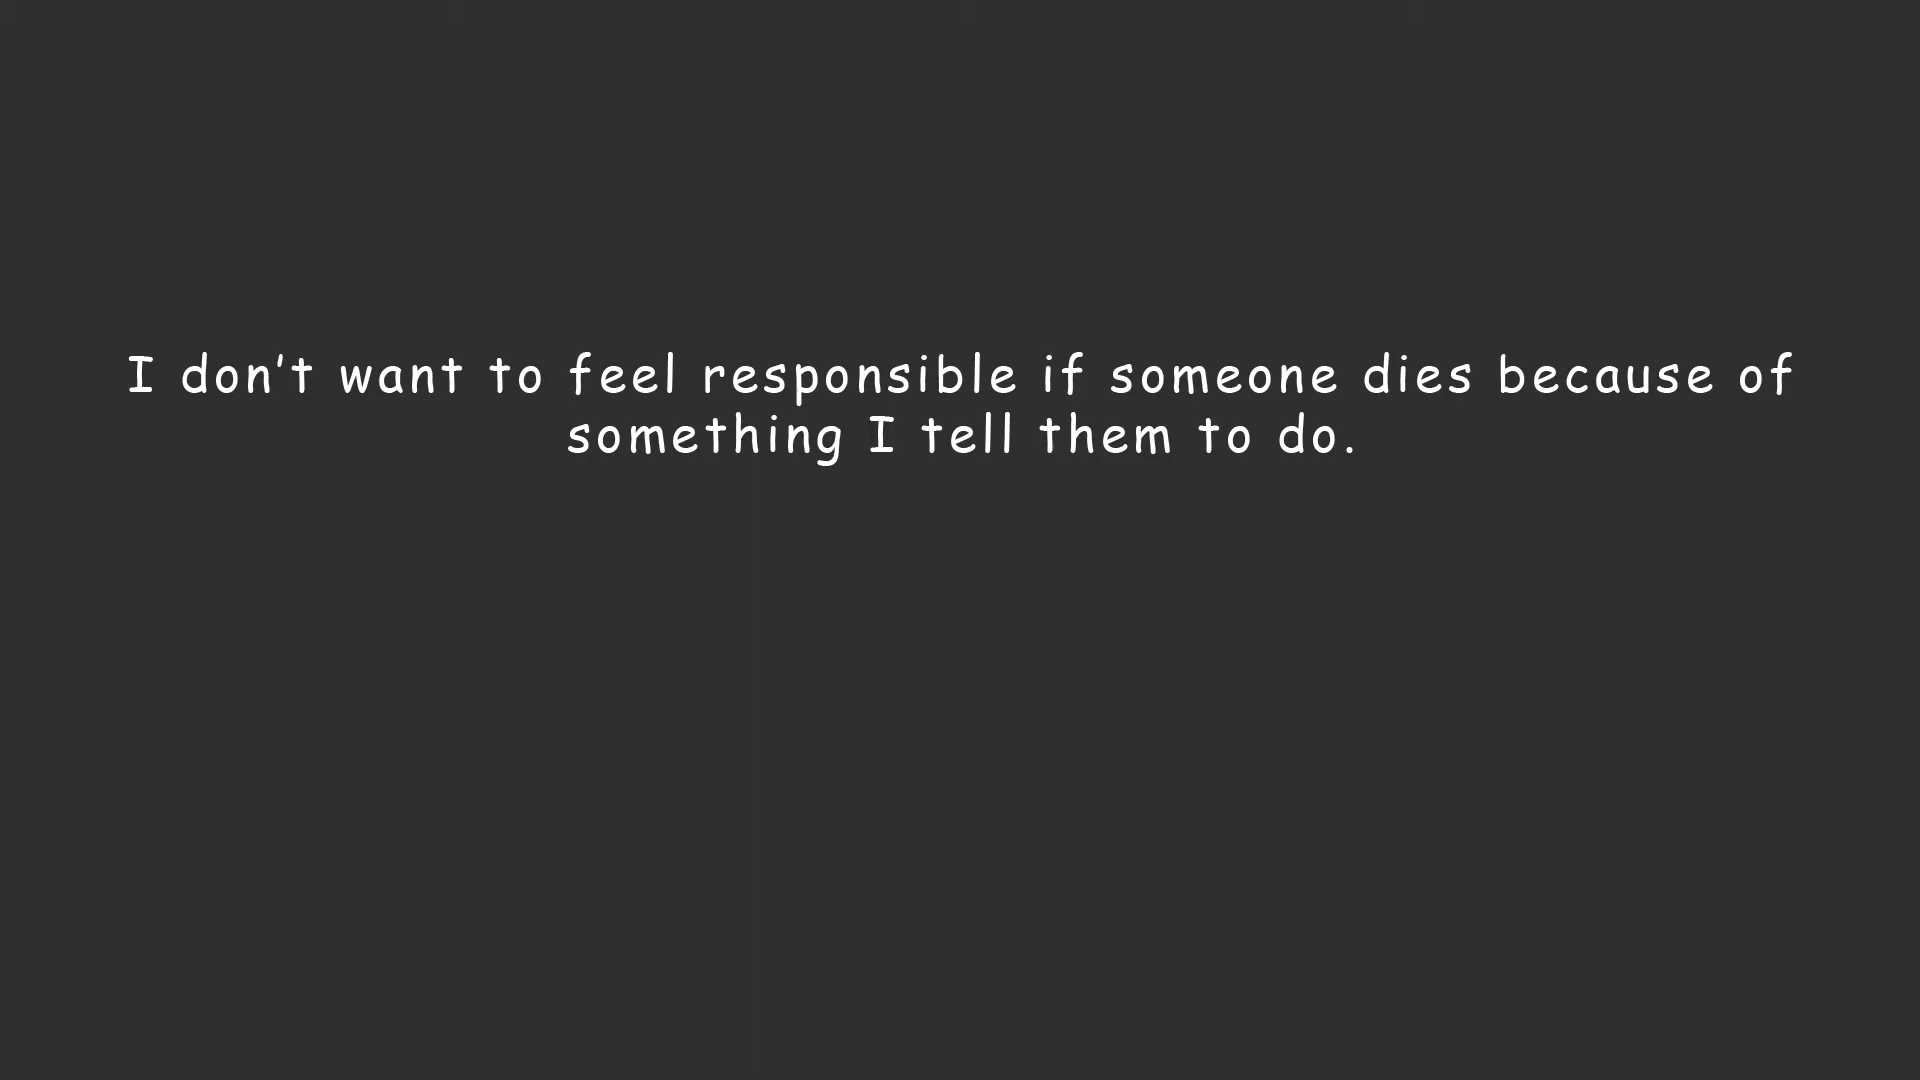 I don't want to feel responsible if someone dies because of
something I tell them to do.